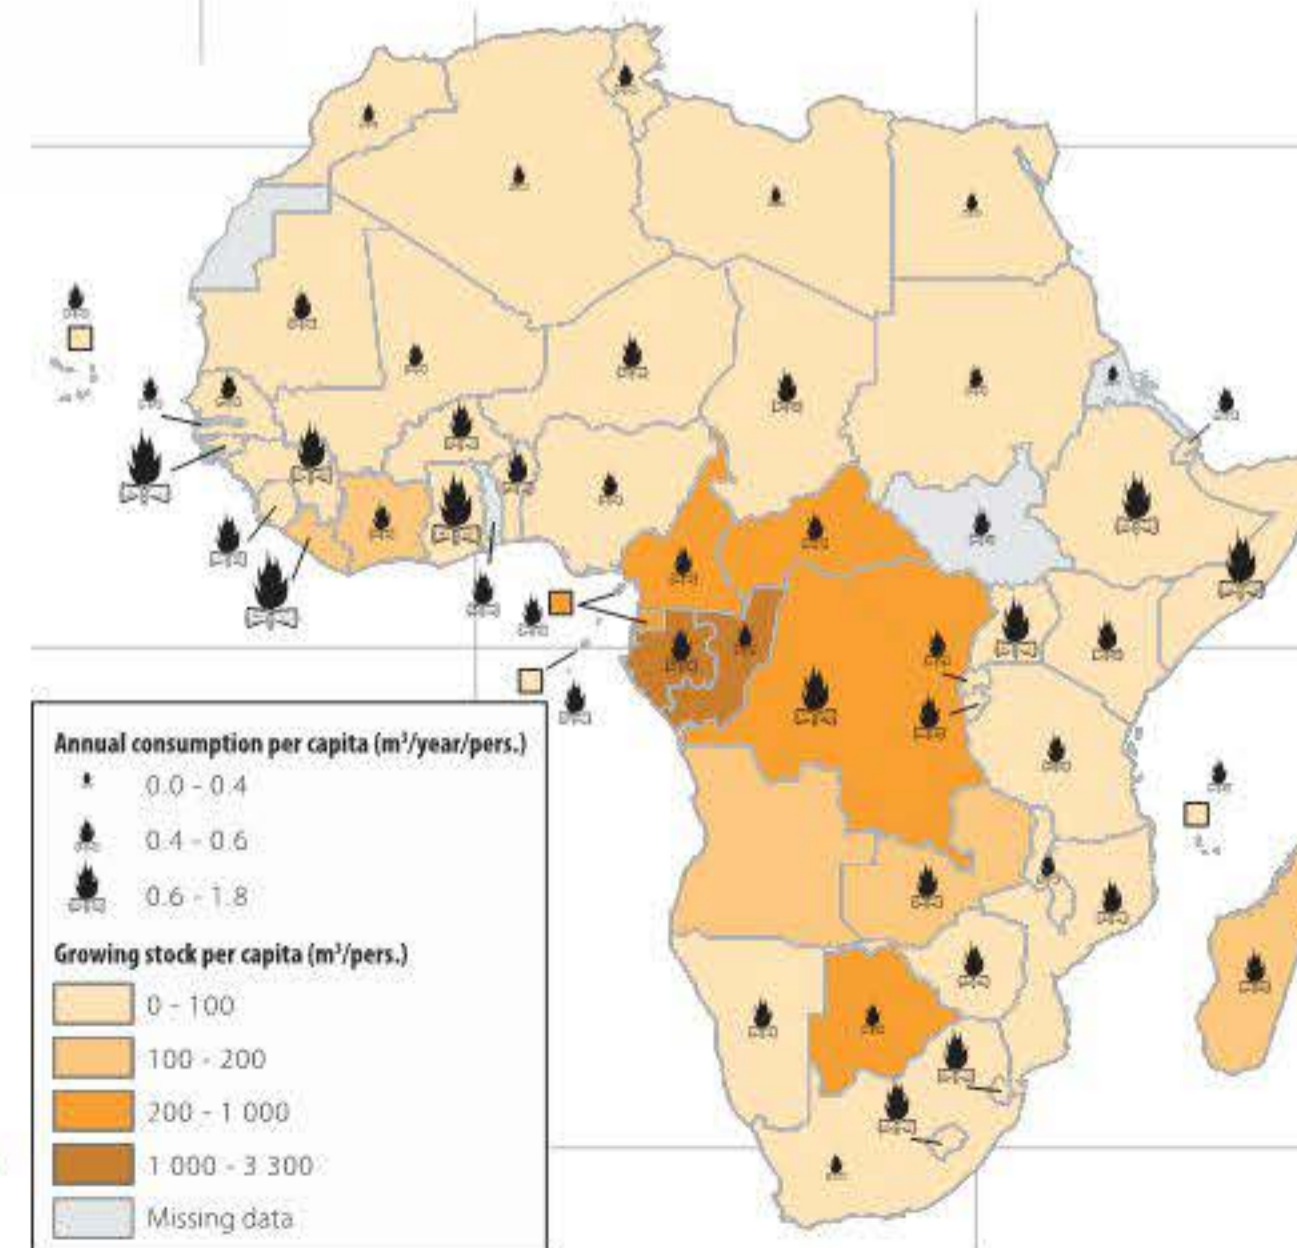 Annual consumption per capita (m³/year/pers.)
0.0 - 0.4
0.4 - 0.6
0.6 - 1.8
Growing stock per capita (m³/pers.)
0 - 100
100 - 200
200 - 1 000
1 000 - 3 300
Missing data